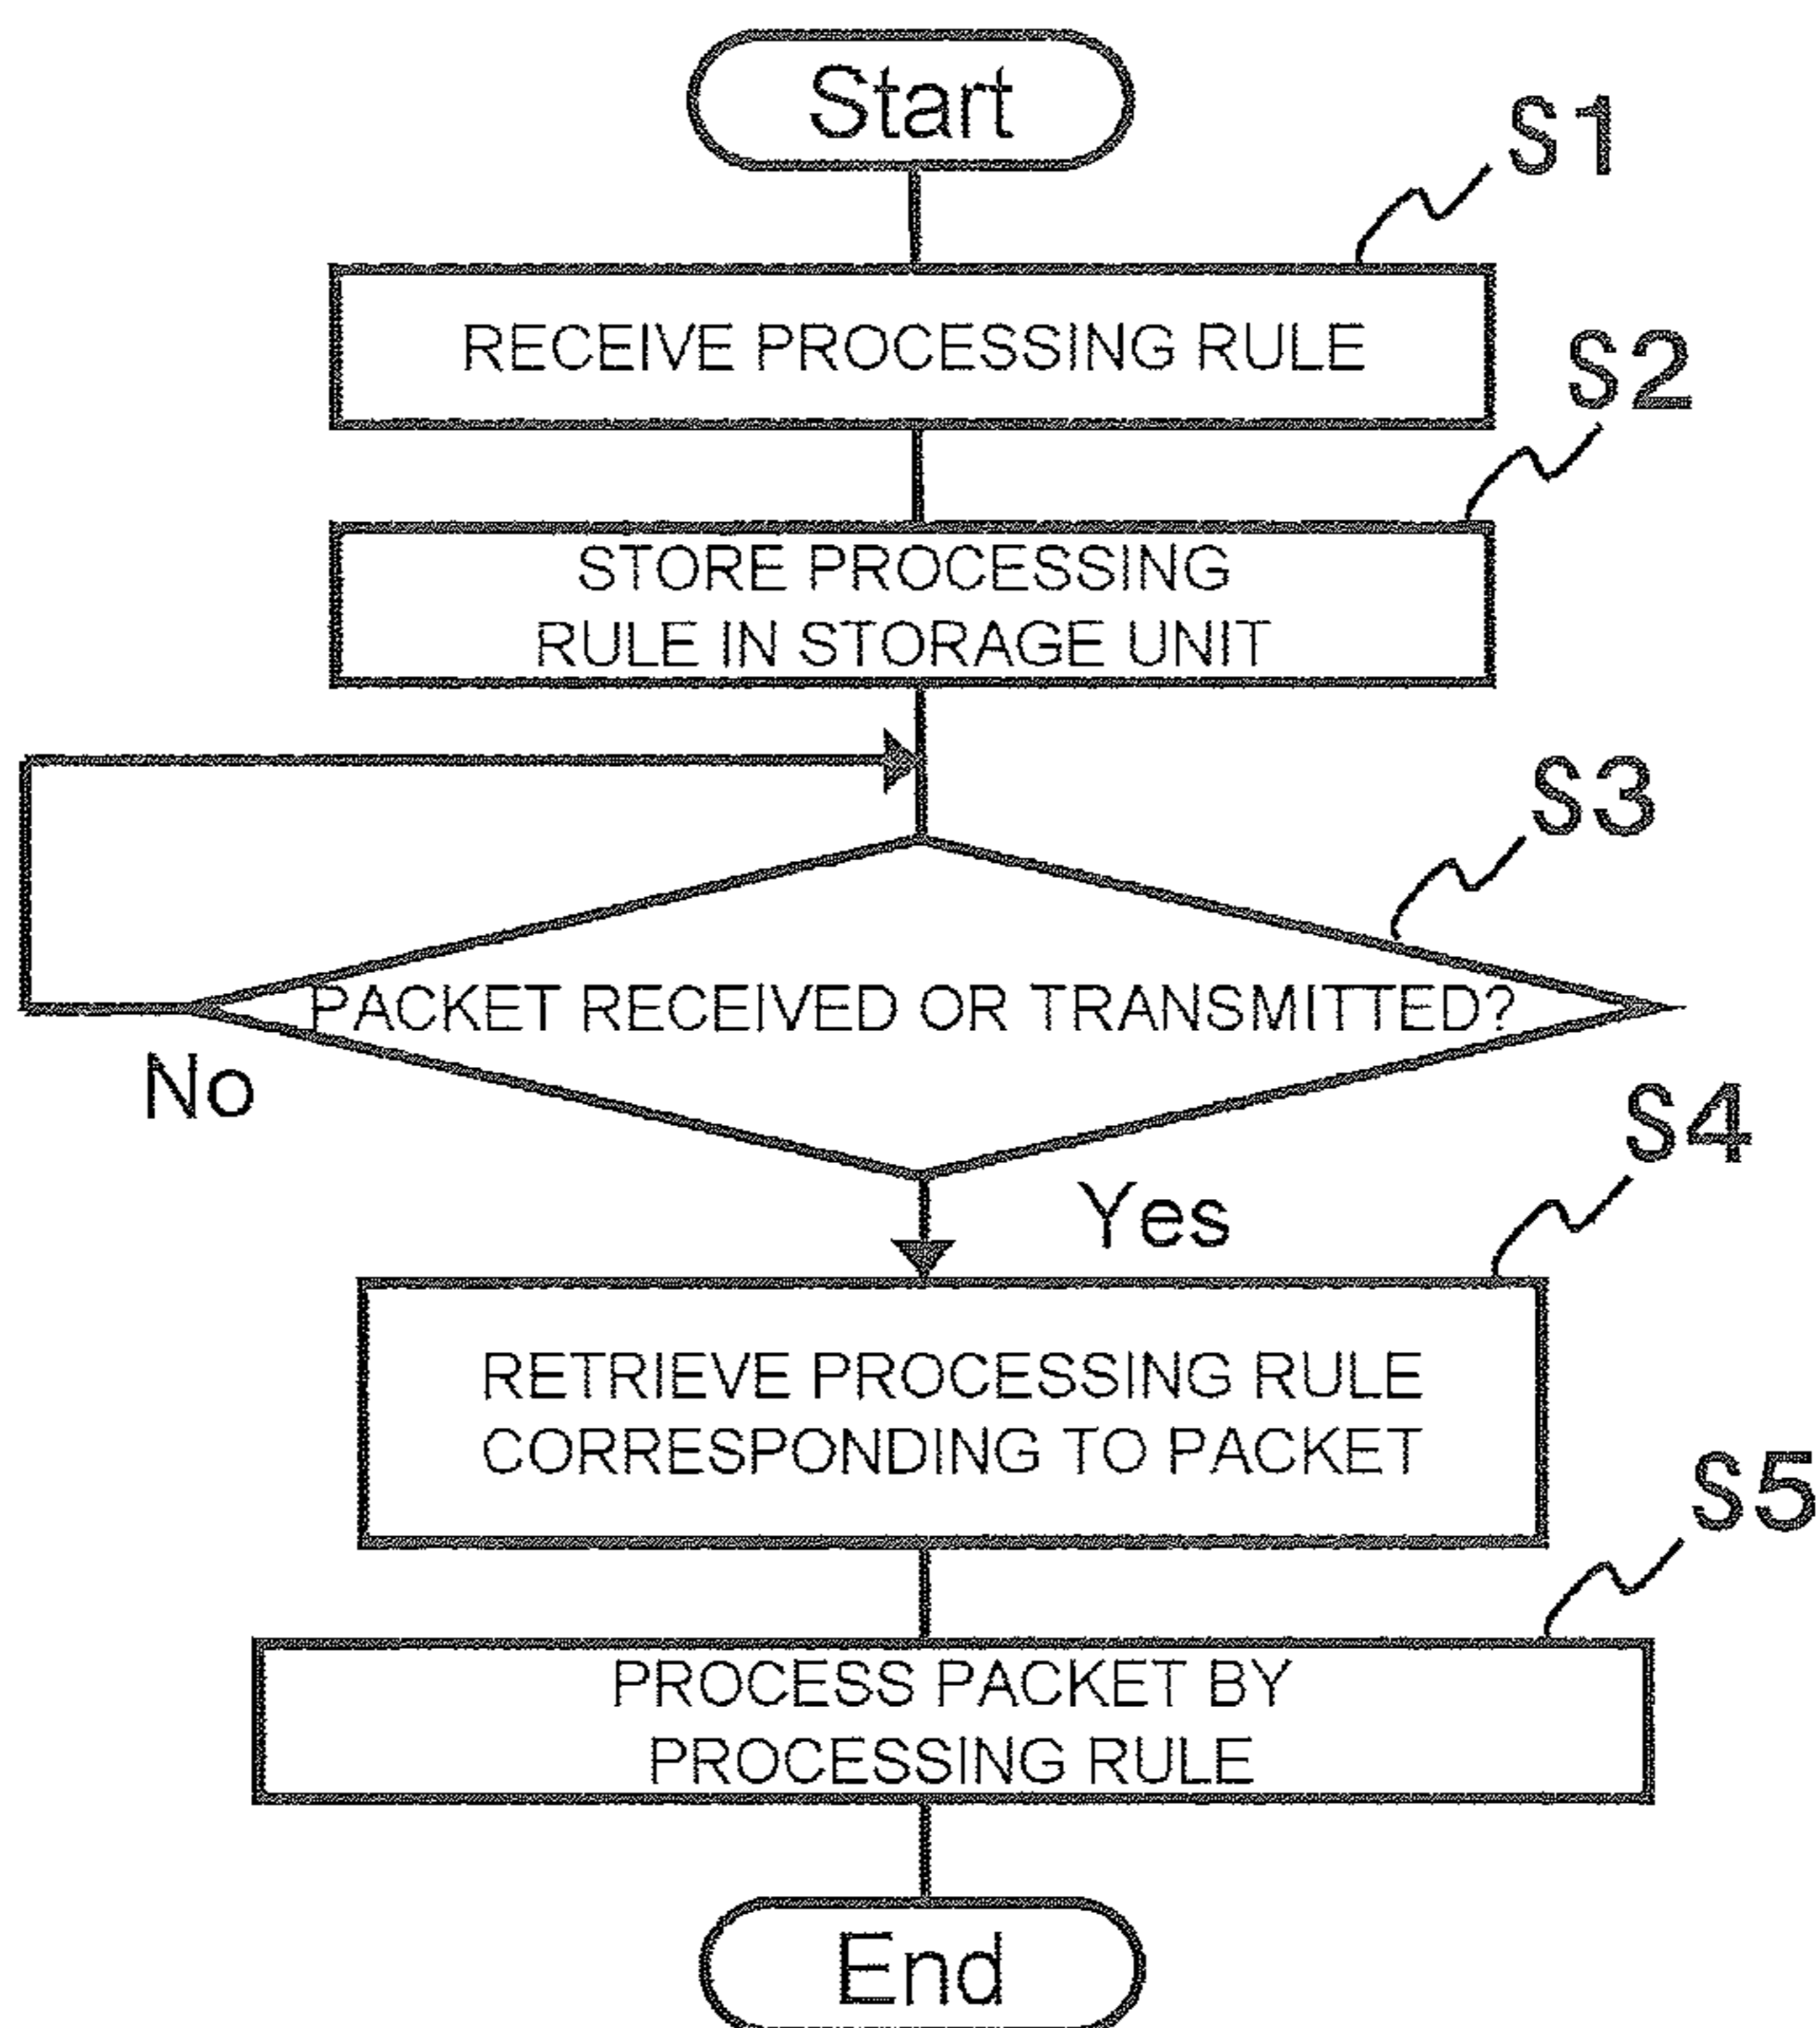 Start
S1
RECEIVE PROCESSING RULE
S2
STORE PROCESSING
RULE IN STORAGE UNIT
S3
PACKET RECEIVED OR TRANSMITTED?
No
S4
Yes
RETRIEVE PROCESSING RULE
CORRESPONDING TO PACKET
S5
PROCESS PACKET BY
PROCESSING RULE
End